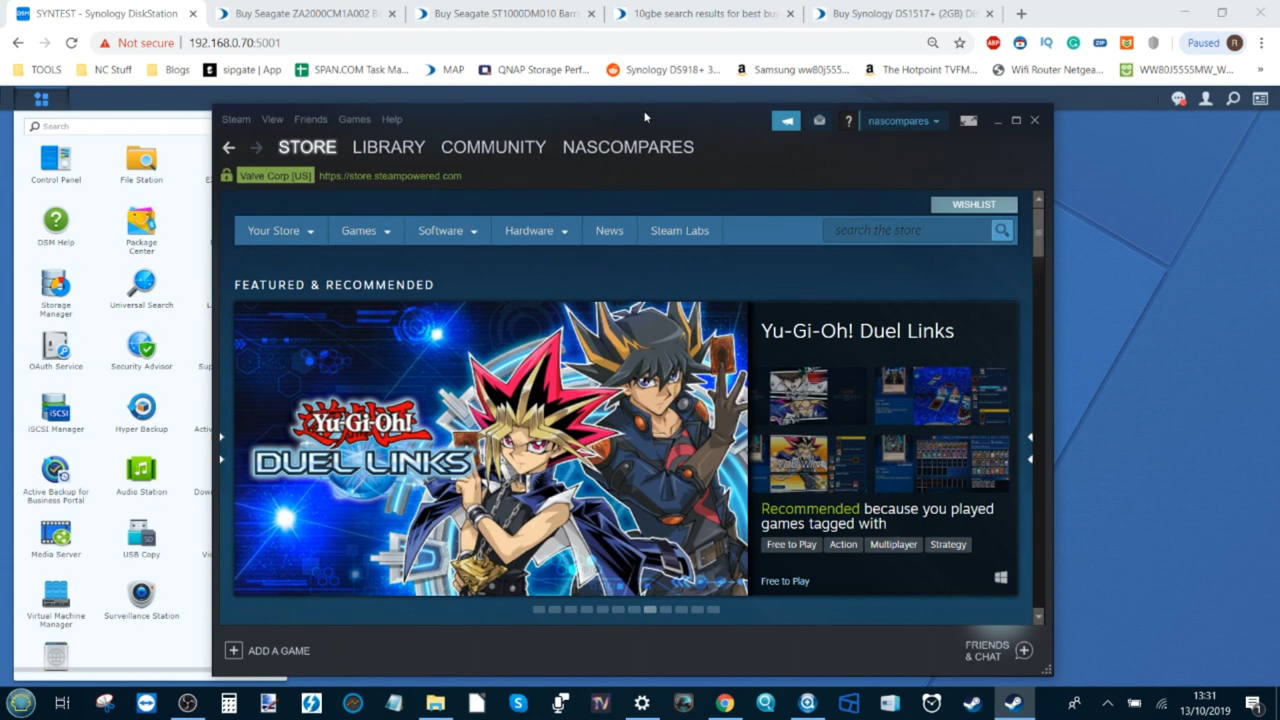 SYNTEST - Synology DiskStation
Buy Seagate ZA2000CM1A002 B
Buy Seagate ST1000DM010 Barra
10gbe search results for best buy
Buy Synology DS1517+ (2GB) Di
Not secure
192.168.0.70:5001
ABP
IQ
ZIP
Paused
R
TOOLS
NC Stuff
Blogs
sipgate | App
SPAN.COM Task Ma...
MAP
QNAP Storage Perf...
Synology DS918+ 3...
Samsung ww80j555...
The Hotpoint TVFM...
Wifi Router Netgea...
WW80J5555MW_W...
Search
Control Panel
File Station
DSM Help
Package
Center
Storage
Manager
Universal Search
OAuth Service
Security Advisor
iSCSI
iSCSI Manager
Hyper Backup
Active Backup for
Business Portal
Audio Station
Media Server
USB Copy
Virtual Machine
Manager
Surveillance Station
Steam
View
Friends
Games
Help
nascompares
STORE
LIBRARY
COMMUNITY
NASCOMPARES
Valve Corp [US]
https://store.steampowered.com
WISHLIST
Your Store
Games
Software
Hardware
News
Steam Labs
search the store
FEATURED & RECOMMENDED
Yu-Gi-Oh!
DUEL LINKS
Yu-Gi-Oh! Duel Links
Recommended because you played
games tagged with
Free to Play
Action
Multiplayer
Strategy
Free to Play
ADD A GAME
FRIENDS
& CHAT
13:31
13/10/2019